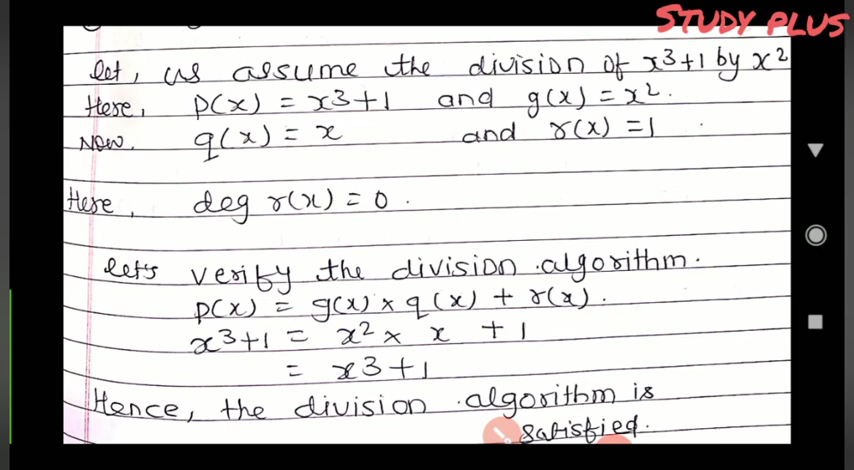 STUDY PLUS
let, us assume the division of x3+1 by x²
Here, p(x) = x3+1 and g(x) = x².
Now. q(x) = x and r(x) = 1
Here, deg r(x) = 0.
let's verify the division algorithm.
p(x) = g(x) × q(x) + r(x).
x3+1 = x² × x + 1
= x3+1
Hence, the division algorithm is
satisfied.